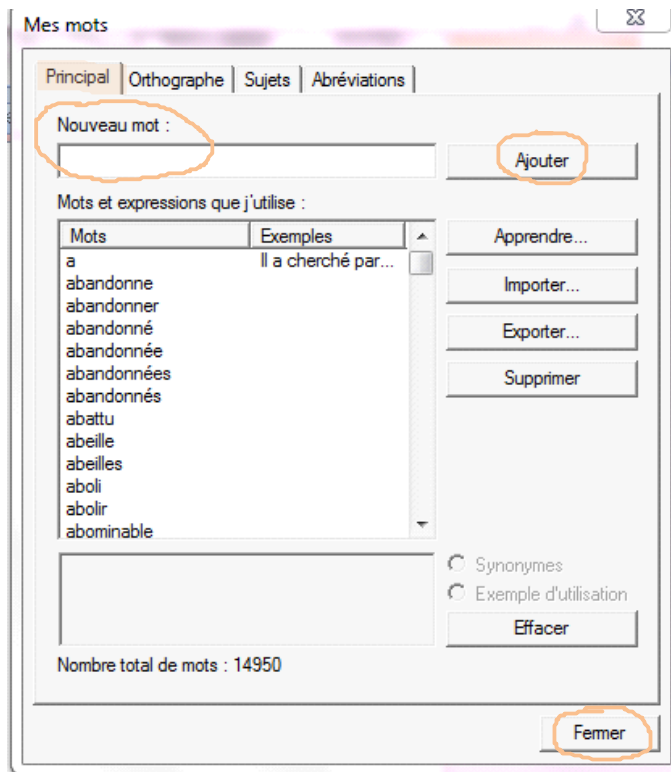 Mes mots
Principal Orthographe Sujets Abréviations
Nouveau mot :
Ajouter
Mots et expressions que j'utilise :
Mots Exemples
Apprendre...
a Il a cherché par...
abandonne
Importer...
abandonner
abandonné
Exporter...
abandonnée
abandonnées
Supprimer
abandonnés
abattu
abeille
abeilles
aboli
abolir
abominable
Synonymes
Exemple d'utilisation
Effacer
Nombre total de mots : 14950
Fermer